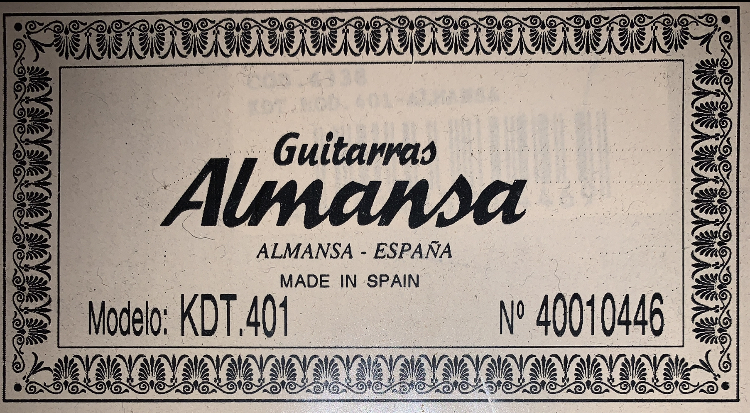 Guitarras
Almansa
ALMANSA - ESPAÑA
MADE IN SPAIN
Modelo: KDT.401 Nº 40010446